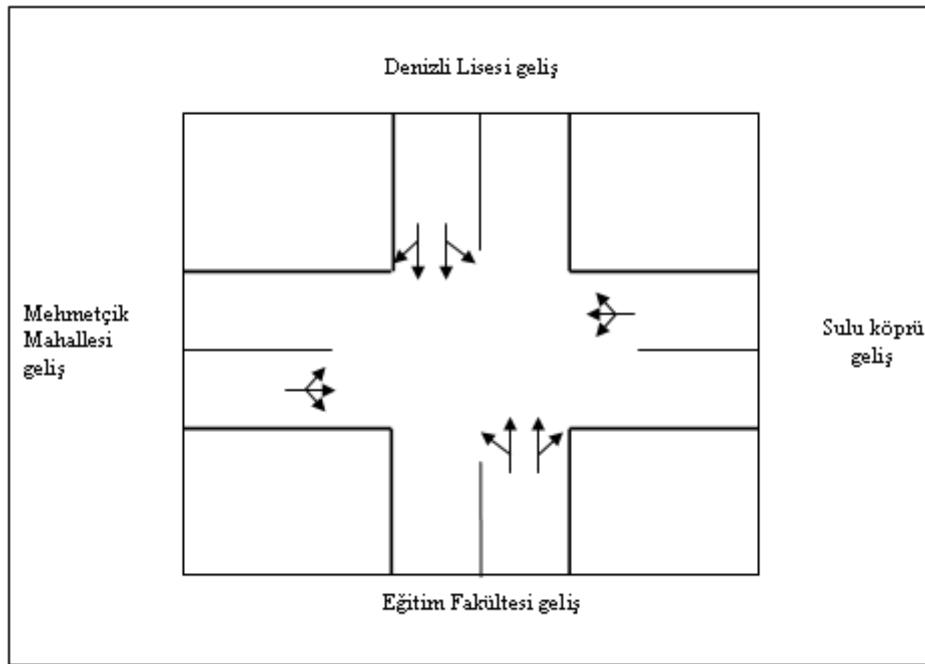 Denizli Lisesi geliş
Mehmetçik
Mahallesi
geliş
Sulu köprü
geliş
Eğitim Fakültesi geliş